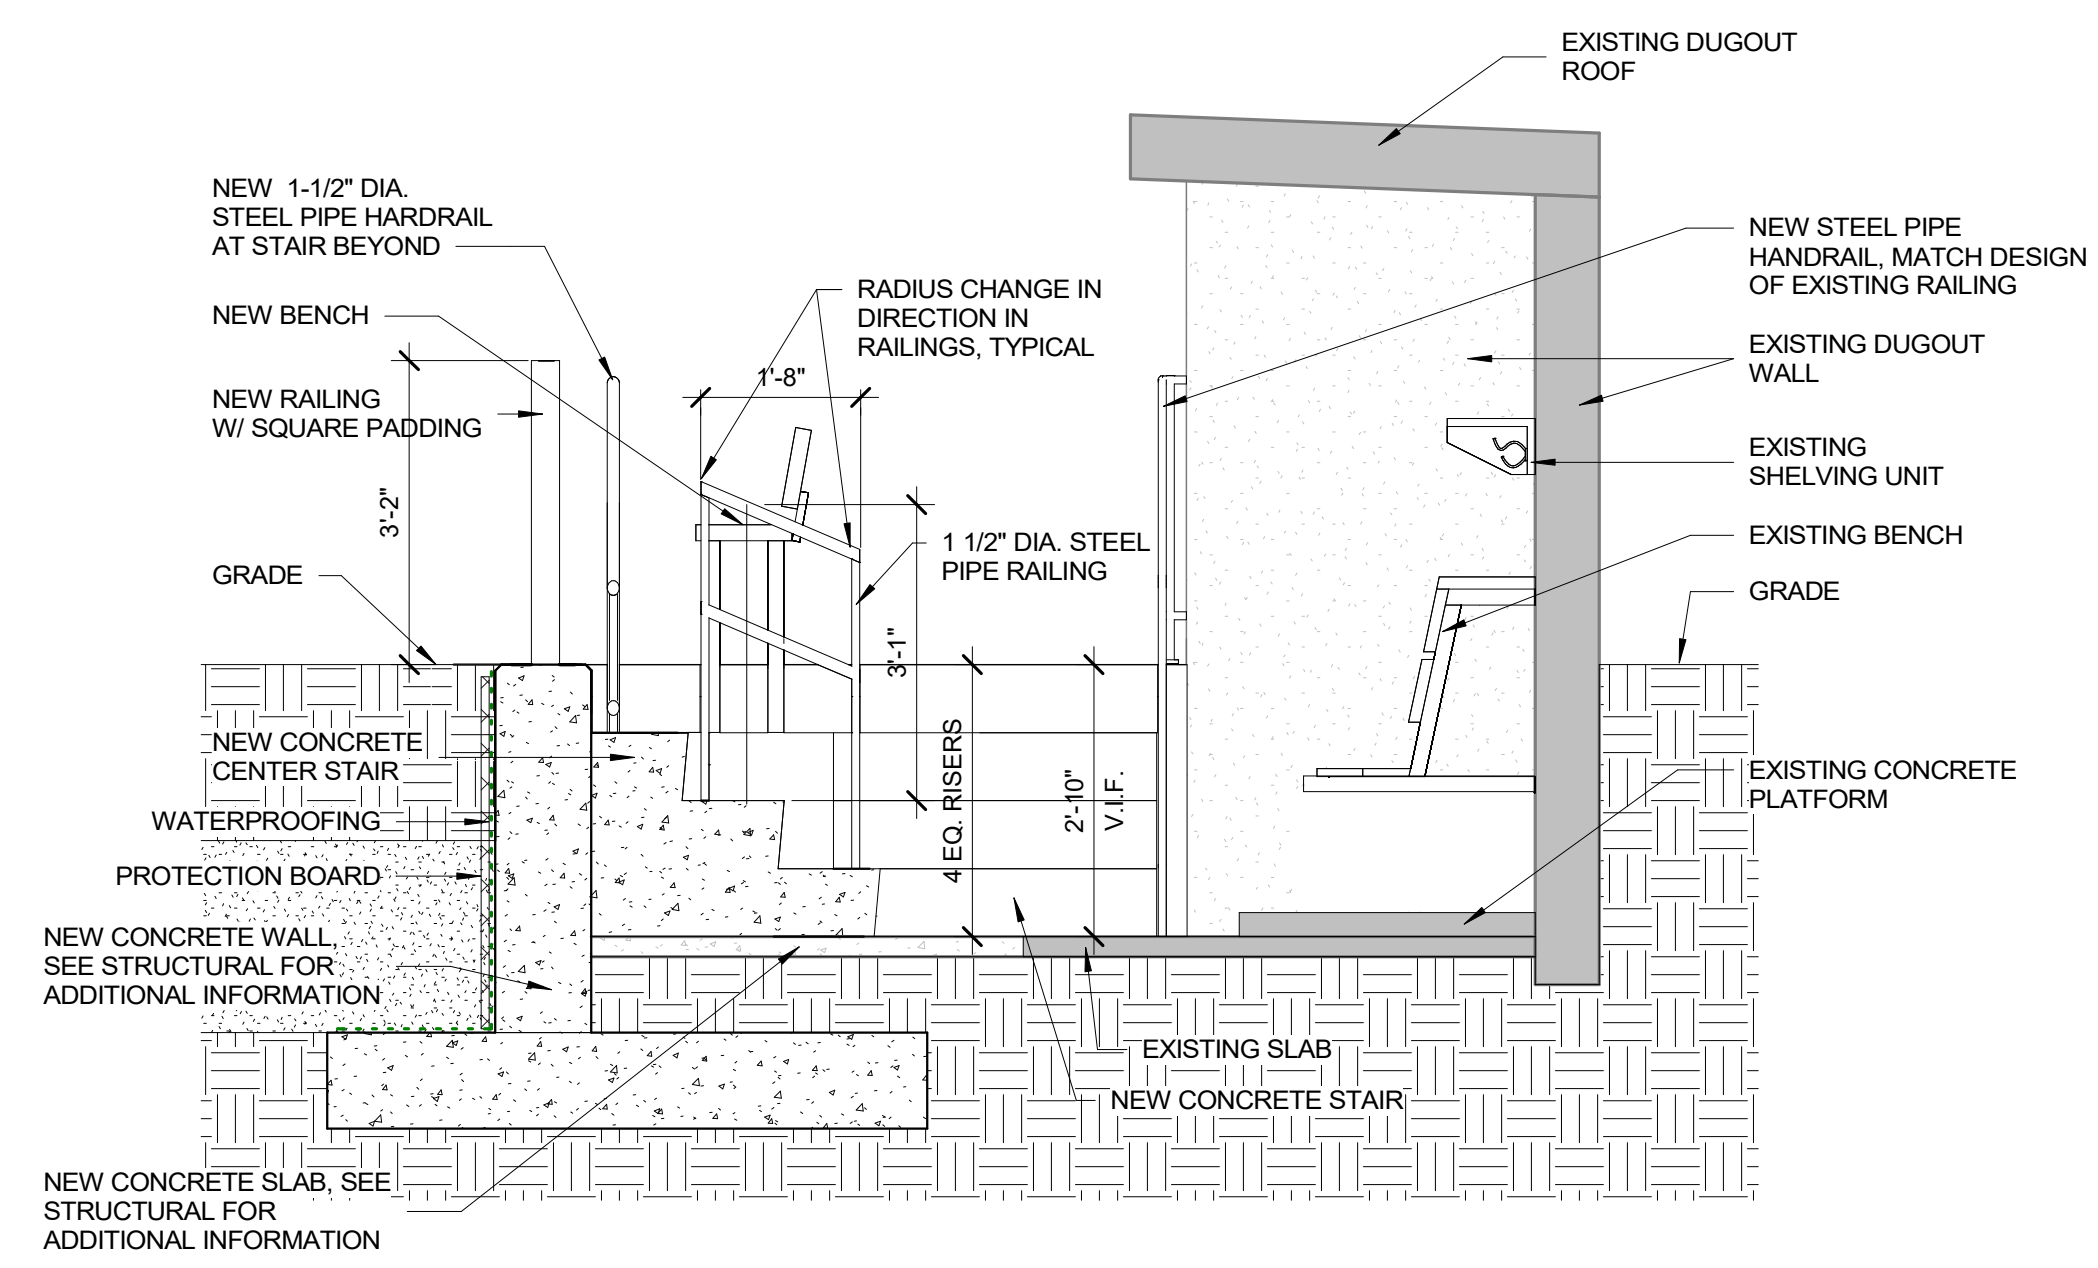 EXISTING DUGOUT
ROOF
NEW 1-1/2" DIA.
STEEL PIPE HARDRAIL
AT STAIR BEYOND
NEW BENCH
NEW RAILING
W/ SQUARE PADDING
3'-2"
GRADE
RADIUS CHANGE IN
DIRECTION IN
RAILINGS, TYPICAL
1'-8"
1 1/2" DIA. STEEL
PIPE RAILING
3'-1"
4 EQ. RISERS
2'-10"
V.I.F.
NEW STEEL PIPE
HANDRAIL, MATCH DESIGN
OF EXISTING RAILING
EXISTING DUGOUT
WALL
EXISTING
SHELVING UNIT
EXISTING BENCH
GRADE
EXISTING CONCRETE
PLATFORM
NEW CONCRETE
CENTER STAIR
WATERPROOFING
PROTECTION BOARD
NEW CONCRETE WALL,
SEE STRUCTURAL FOR
ADDITIONAL INFORMATION
EXISTING SLAB
NEW CONCRETE STAIR
NEW CONCRETE SLAB, SEE
STRUCTURAL FOR
ADDITIONAL INFORMATION